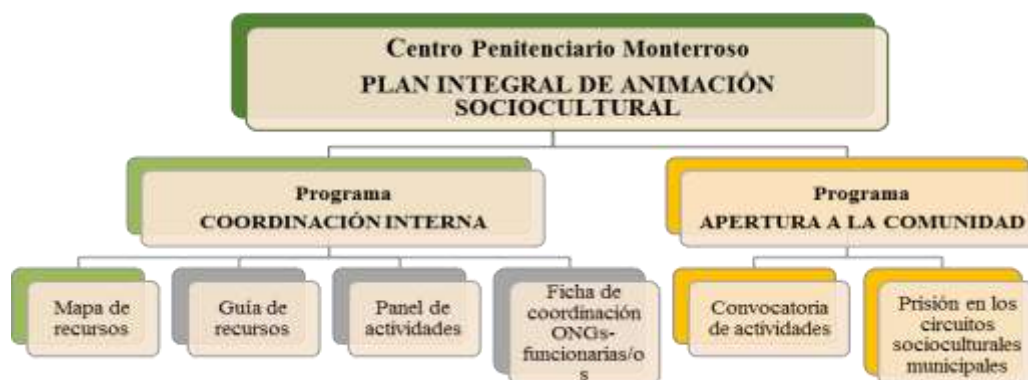 Centro Penitenciario Monterroso
PLAN INTEGRAL DE ANIMACIÓN
SOCIOCULTURAL
Programa
COORDINACIÓN INTERNA
Programa
APERTURA A LA COMUNIDAD
Mapa de
recursos
Guía de
recursos
Panel de
actividades
Ficha de
coordinación
ONGs-
funcionarias/o
s
Convocatoria
de actividades
Prisión en los
circuitos
socioculturales
municipales